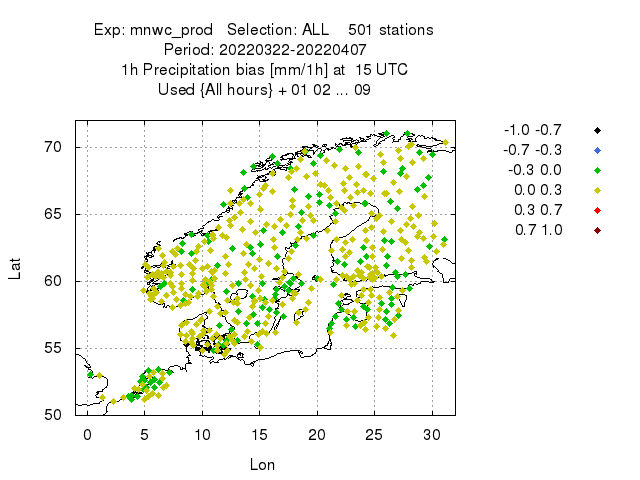 Exp: mnwc_prod Selection: ALL 501 stations
Period: 20220322-20220407
1h Precipitation bias [mm/1h] at 15 UTC
Used {All hours} + 01 02 ... 09
-1.0 -0.7
-0.7 -0.3
-0.3 0.0
0.0 0.3
0.3 0.7
0.7 1.0
70
65
60
55
50
Lat
0 5 10 15 20 25 30
Lon